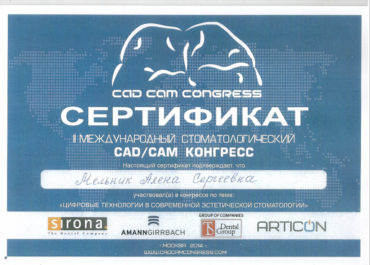 CAD CAM CONGRESS
СЕРТИФИКАТ
II МЕЖДУНАРОДНЫЙ СТОМАТОЛОГИЧЕСКИЙ
CAD/CAM КОНГРЕСС
Настоящий сертификат подтверждает, что
Мельник Алена Сергеевна
участвовал(а) в конгрессе по теме:
«ЦИФРОВЫЕ ТЕХНОЛОГИИ В СОВРЕМЕННОЙ ЭСТЕТИЧЕСКОЙ СТОМАТОЛОГИИ»
sirona.
The Dental Company
AMANNGIRRBACH
GROUP OF COMPANIES
Dental Group
ARTICON
- МОСКВА 2014 -
WWW.CADCAMCONGRESS.COM